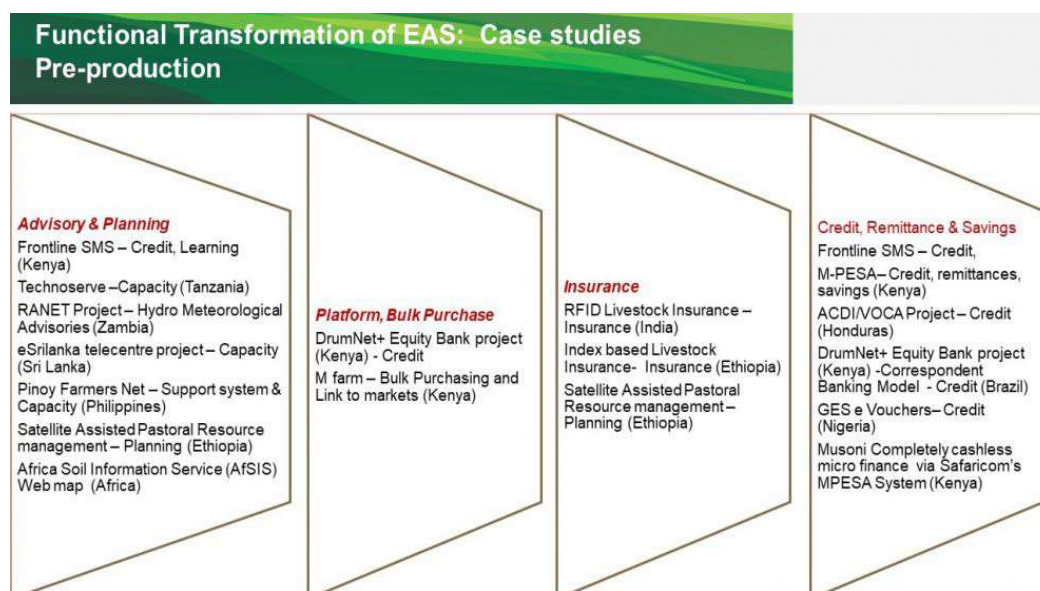 Functional Transformation of EAS:  Case studies
Pre-production
Advisory & Planning
Frontline SMS – Credit, Learning
(Kenya)
Technoserve –Capacity (Tanzania)
RANET Project – Hydro Meteorological
Advisories (Zambia)
eSrilanka telecentre project – Capacity
(Sri Lanka)
Pinoy Farmers Net – Support system &
Capacity (Philippines)
Satellite Assisted Pastoral Resource
management – Planning (Ethiopia)
Africa Soil Information Service (AfSIS)
Web map  (Africa)
Platform, Bulk Purchase
DrumNet+ Equity Bank project
(Kenya) - Credit
M farm – Bulk Purchasing and
Link to markets (Kenya)
Insurance
RFID Livestock Insurance –
Insurance (India)
Index based Livestock
Insurance- Insurance (Ethiopia)
Satellite Assisted Pastoral
Resource management –
Planning (Ethiopia)
Credit, Remittance & Savings
Frontline SMS – Credit,
M-PESA– Credit, remittances,
savings (Kenya)
ACDI/VOCA Project – Credit
(Honduras)
DrumNet+ Equity Bank project
(Kenya) -Correspondent
Banking Model  - Credit (Brazil)
GES e Vouchers– Credit
(Nigeria)
Musoni Completely cashless
micro finance  via Safaricom's
MPESA System (Kenya)